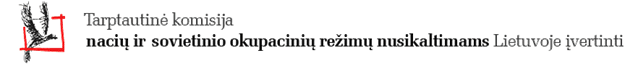 Tarptautinė komisija
nacių ir sovietinio okupacinių režimų nusikaltimams Lietuvoje įvertinti